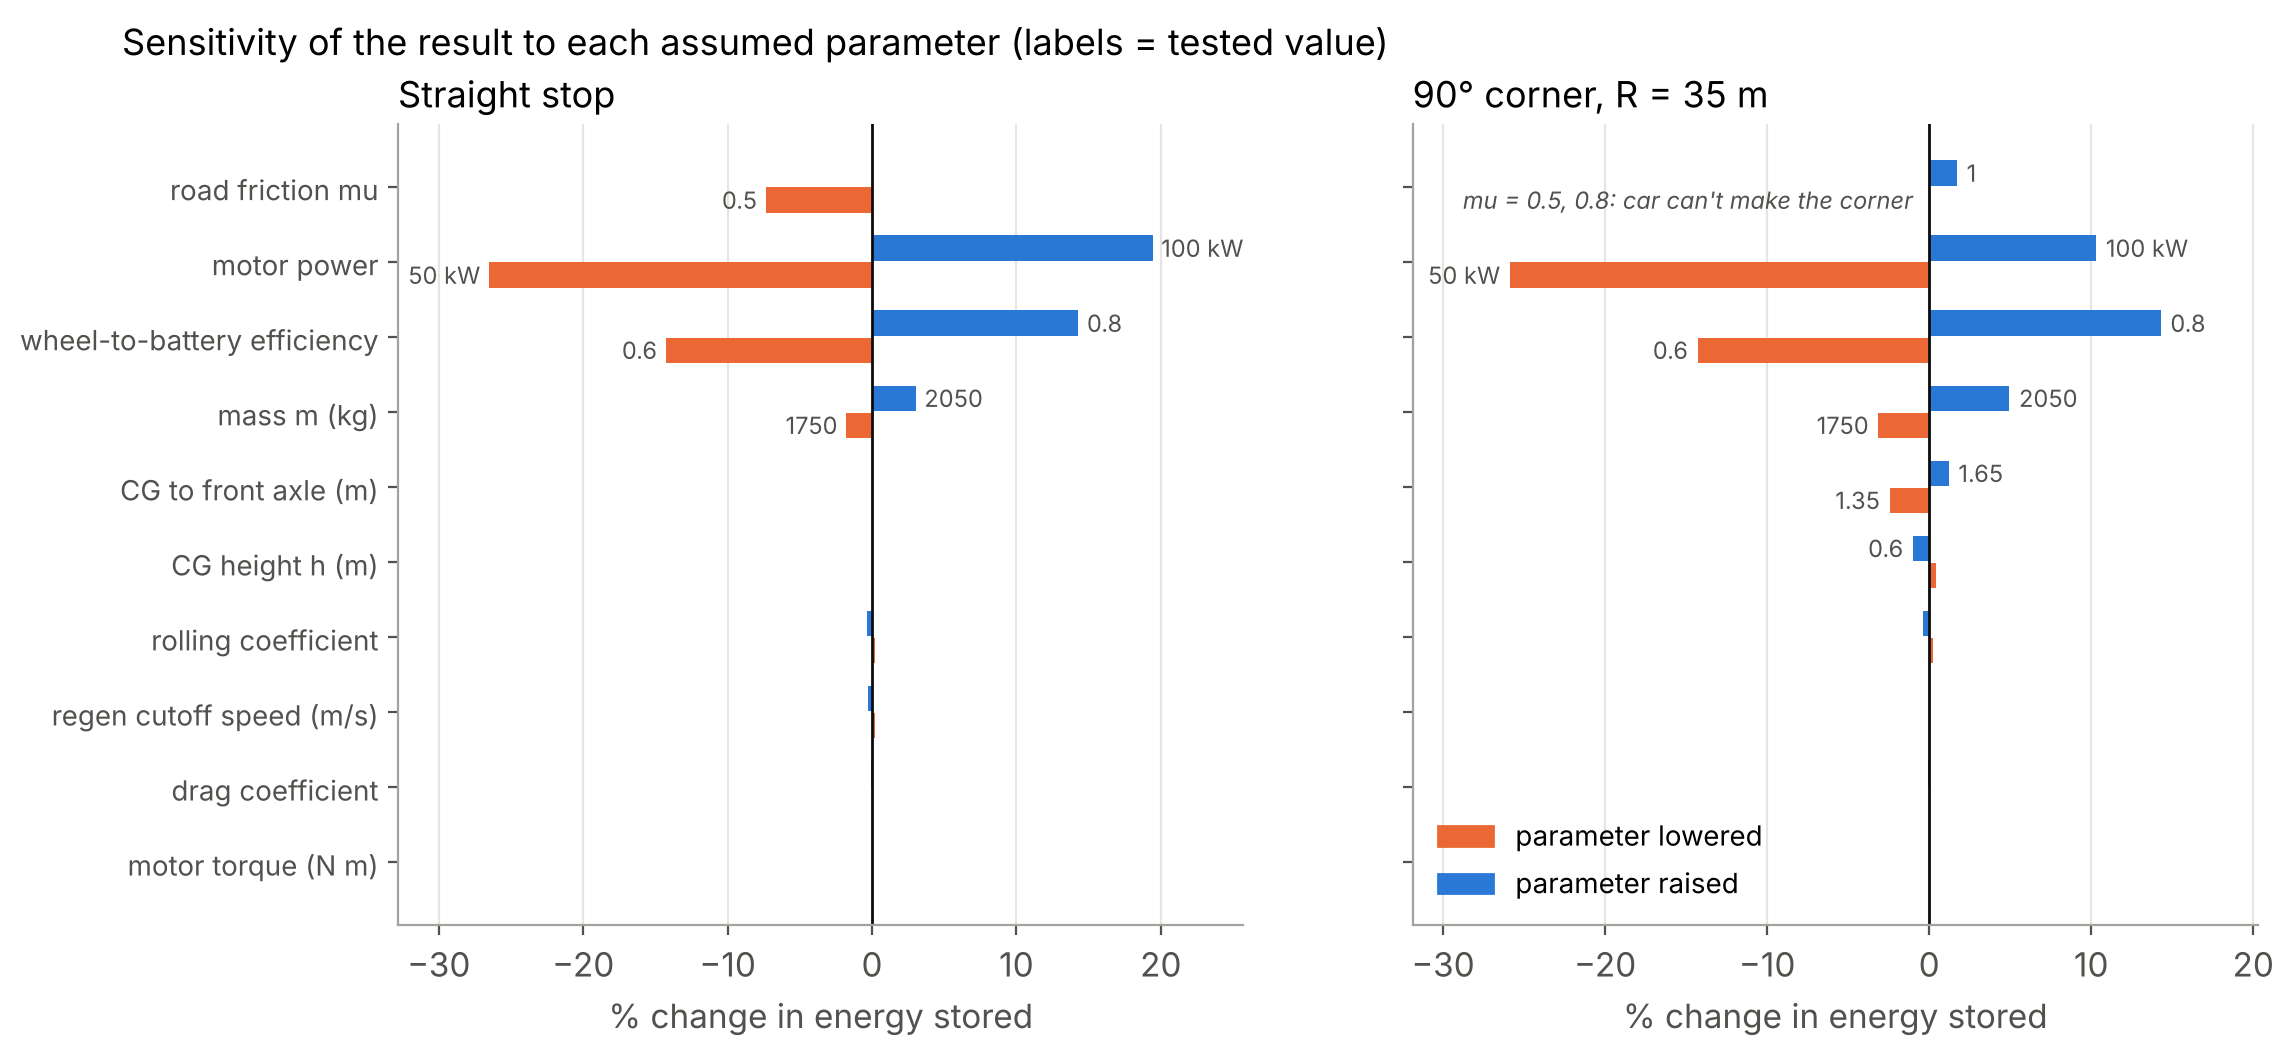 Sensitivity of the result to each assumed parameter (labels = tested value)
Straight stop
road friction mu
motor power
wheel-to-battery efficiency
mass m (kg)
CG to front axle (m)
CG height h (m)
rolling coefficient
regen cutoff speed (m/s)
drag coefficient
motor torque (N m)
0.5
100 kW
50 kW
0.8
0.6
2050
1750
−30 −20 −10 0 10 20
% change in energy stored
90° corner, R = 35 m
1
mu = 0.5, 0.8: car can't make the corner
100 kW
50 kW
0.8
0.6
2050
1750
1.65
1.35
0.6
parameter lowered
parameter raised
−30 −20 −10 0 10 20
% change in energy stored